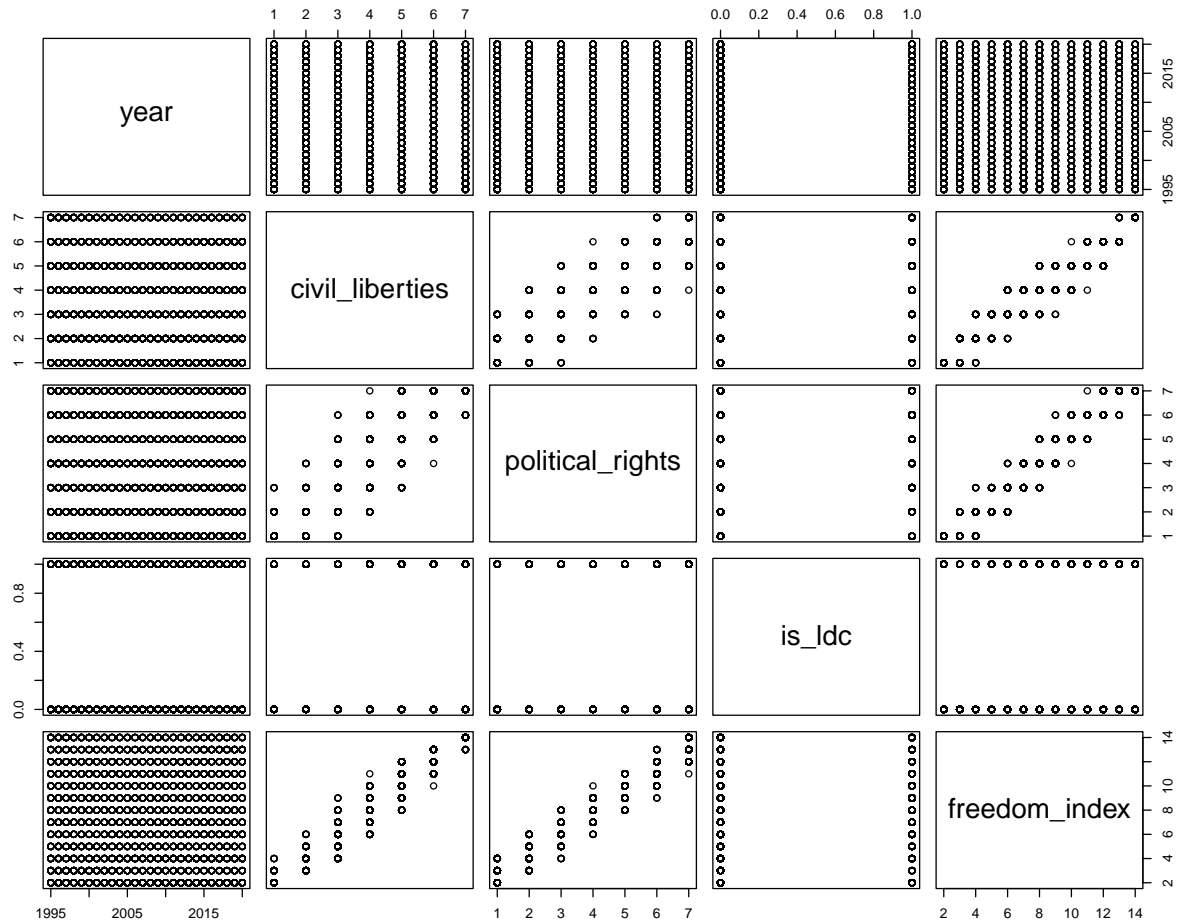 1 2 3 4 5 6 7
0.0 0.2 0.4 0.6 0.8 1.0
year
1995 2005 2015
1 2 3 4 5 6 7
civil_liberties
political_rights
1 2 3 4 5 6 7
0.0 0.4 0.8
is_ldc
freedom_index
2 4 6 8 10 14
1995 2005 2015
1 2 3 4 5 6 7
2 4 6 8 10 14